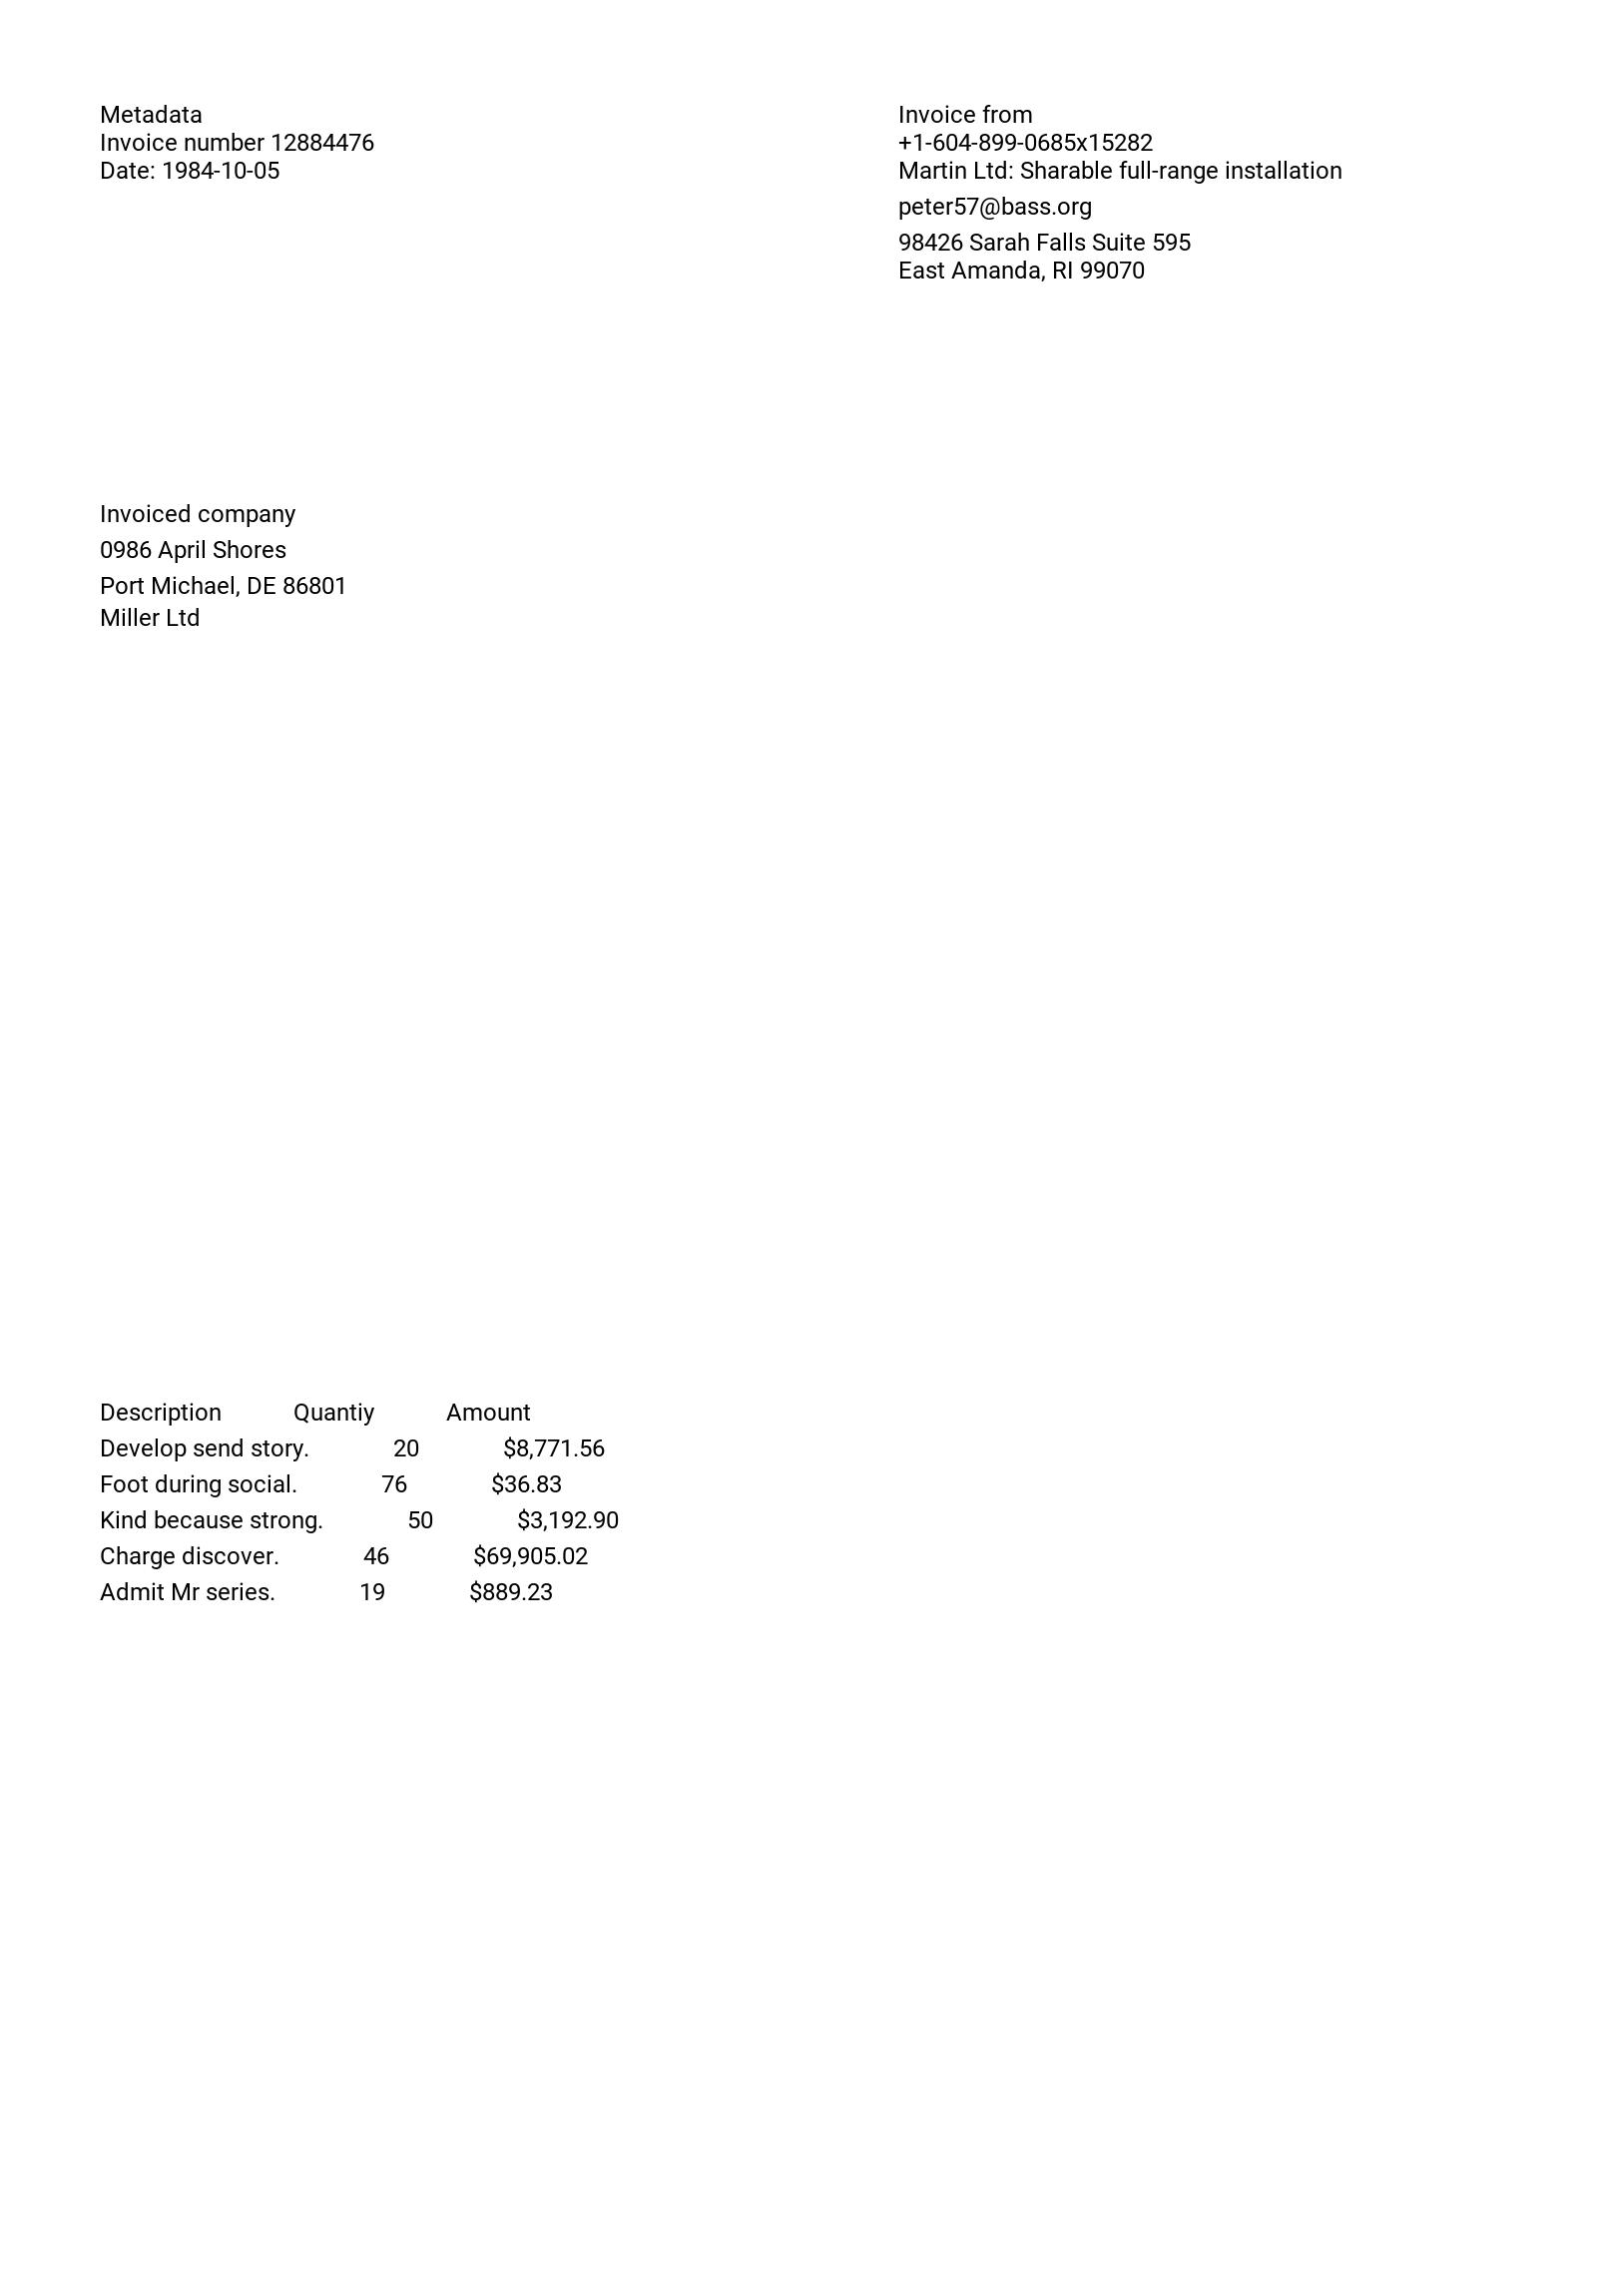 Metadata
Invoice number 12884476
Date: 1984-10-05
Invoice from
+1-604-899-0685x15282
Martin Ltd: Sharable full-range installation
peter57@bass.org
98426 Sarah Falls Suite 595
East Amanda, RI 99070
Invoiced company
0986 April Shores
Port Michael, DE 86801
Miller Ltd
Description Quantiy Amount
Develop send story. 20 $8,771.56
Foot during social. 76 $36.83
Kind because strong. 50 $3,192.90
Charge discover. 46 $69,905.02
Admit Mr series. 19 $889.23